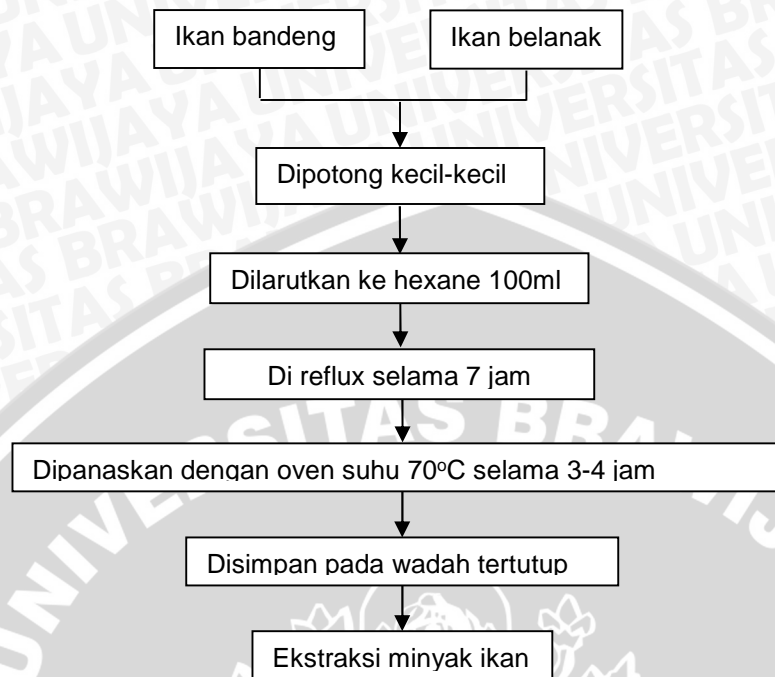 Ikan bandeng
Ikan belanak
Dipotong kecil-kecil
Dilarutkan ke hexane 100ml
Di reflux selama 7 jam
Dipanaskan dengan oven suhu 70°C selama 3-4 jam
Disimpan pada wadah tertutup
Ekstraksi minyak ikan